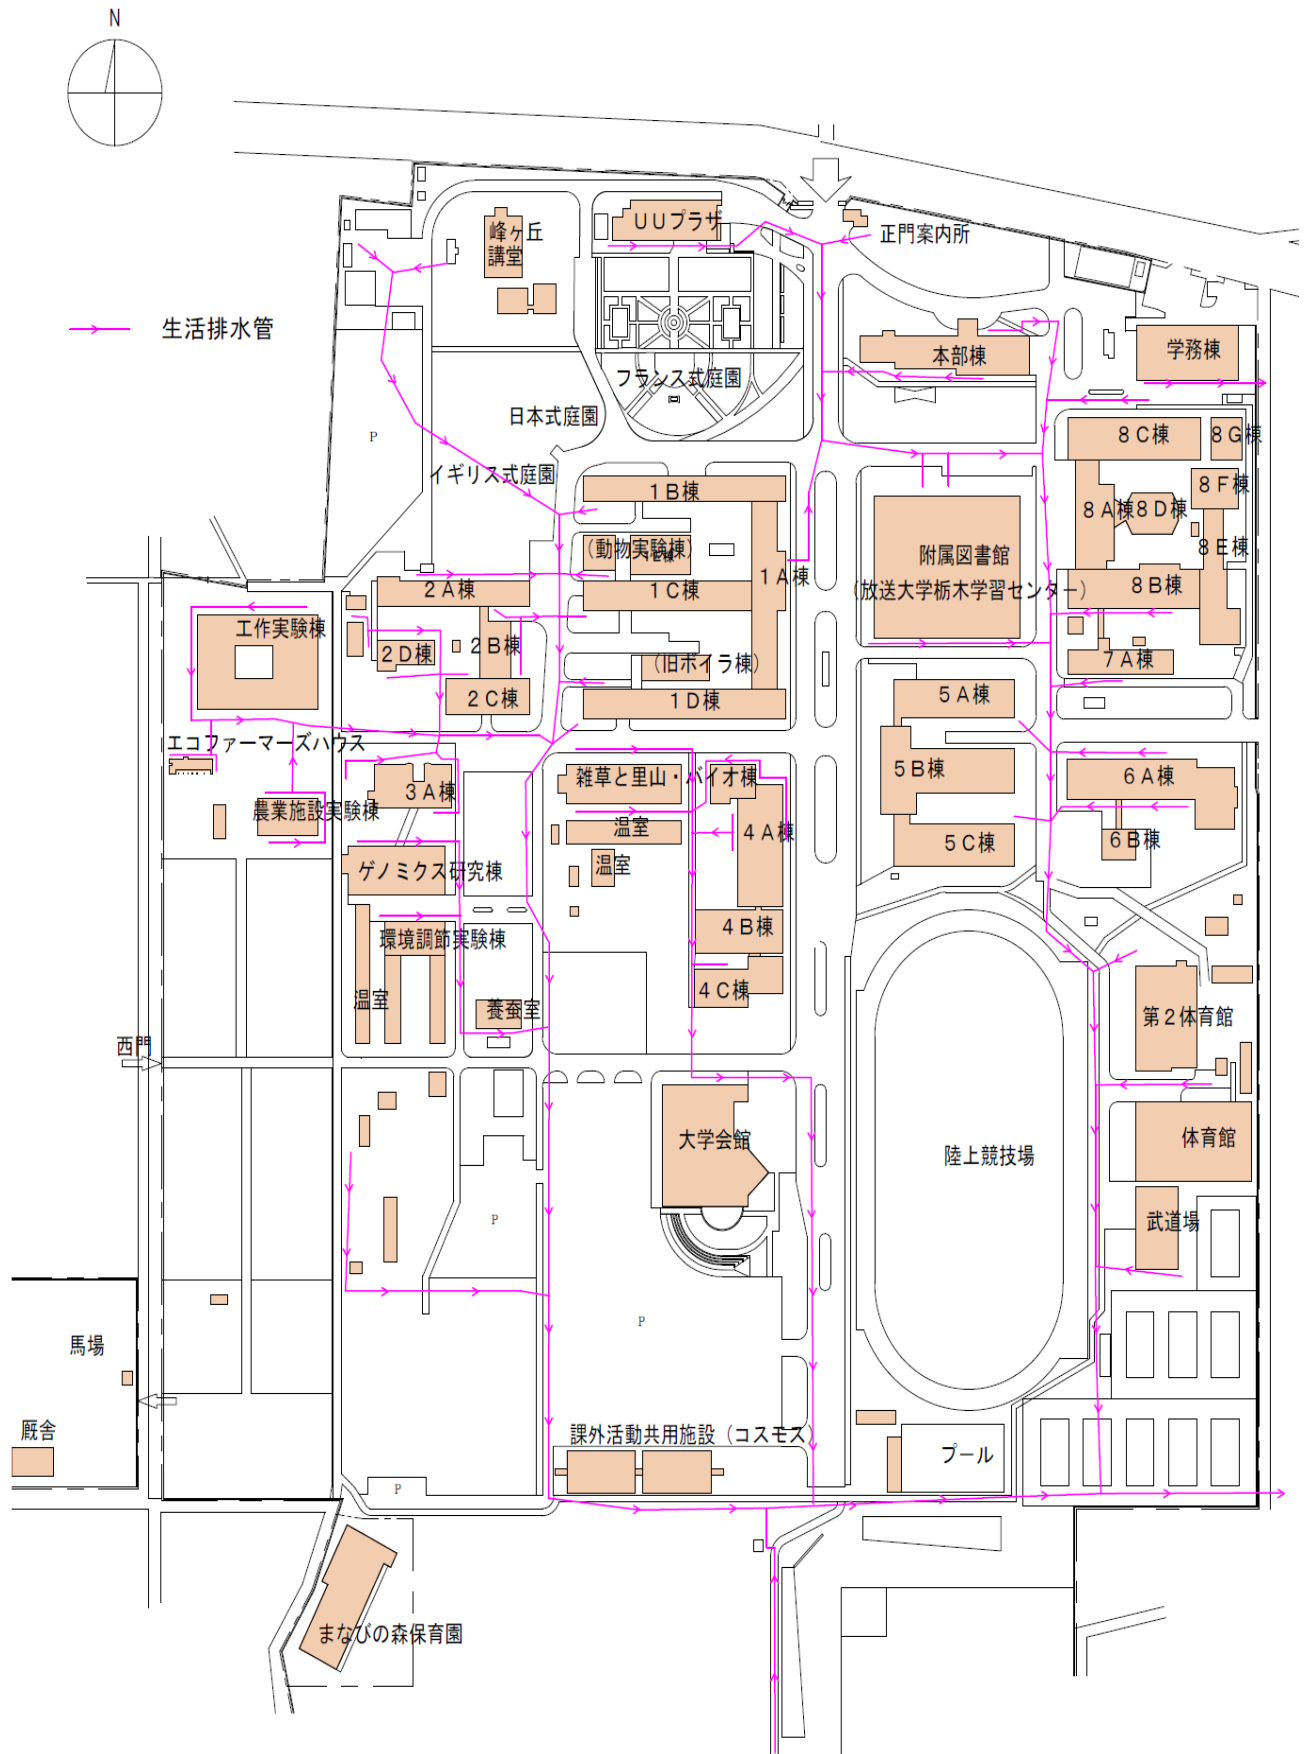 N
UUプラザ
峰ヶ丘
講堂
正門案内所
生活排水管
学務棟
本部棟
フランス式庭園
日本式庭園
P
8C棟
8G棟
イギリス式庭園
1B棟
8F棟
8A棟
8D棟
(動物実験棟)
附属図書館
8E棟
(放送大学栃木学習センター)
1A棟
2A棟
1C棟
8B棟
工作実験棟
2D棟
2B棟
(旧ボイラ棟)
7A棟
2C棟
1D棟
5A棟
エコファーマーズハウス
雑草と里山・バイオ棟
5B棟
6A棟
3A棟
農業施設実験棟
温室
4A棟
5C棟
6B棟
ゲノミクス研究棟
温室
環境調節実験棟
4B棟
温室
養蚕室
4C棟
第2体育館
西門
大学会館
陸上競技場
体育館
武道場
P
P
馬場
厩舎
課外活動共用施設(コスモス)
プール
P
まなびの森保育園